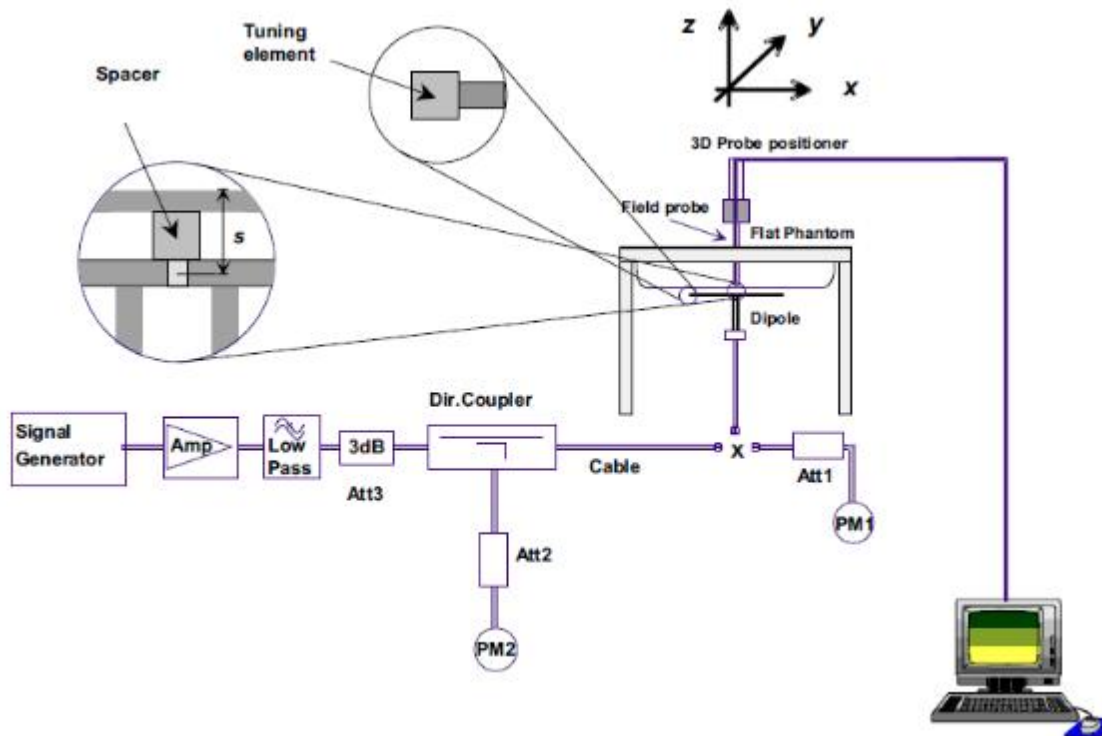 Tuning
element
Spacer
s
z
y
x
3D Probe positioner
Field probe
Flat Phantom
Dipole
Dir.Coupler
Signal
Generator
Amp
Low
Pass
3dB
Att3
Cable
X
Att1
PM1
Att2
PM2